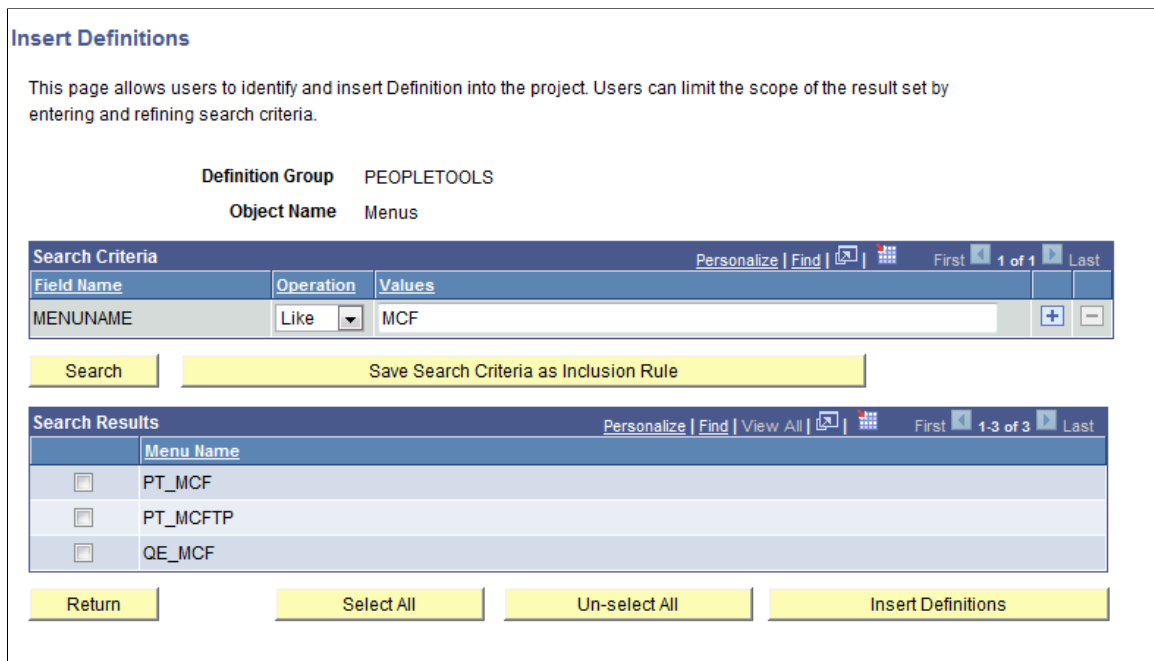 Insert Definitions
This page allows users to identify and insert Definition into the project. Users can limit the scope of the result set by
entering and refining search criteria.
Definition Group PEOPLETOOLS
Object Name Menus
Search Criteria Personalize | Find | | First 1 of 1 Last
Field Name Operation Values
MENUNAME Like MCF
Search Save Search Criteria as Inclusion Rule
Search Results Personalize | Find | View All | | First 1-3 of 3 Last
Menu Name
PT_MCF
PT_MCFTP
QE_MCF
Return Select All Un-select All Insert Definitions